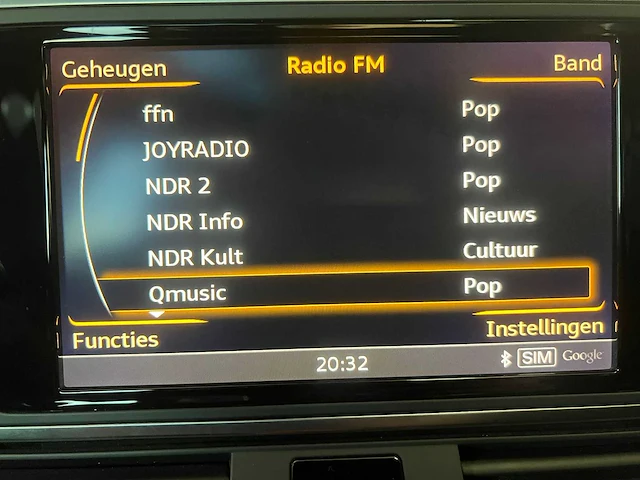 Geheugen Radio FM Band
ffn Pop
JOYRADIO Pop
NDR 2 Pop
NDR Info Nieuws
NDR Kult Cultuur
Qmusic Pop
Functies Instellingen
20:32 SIM Google